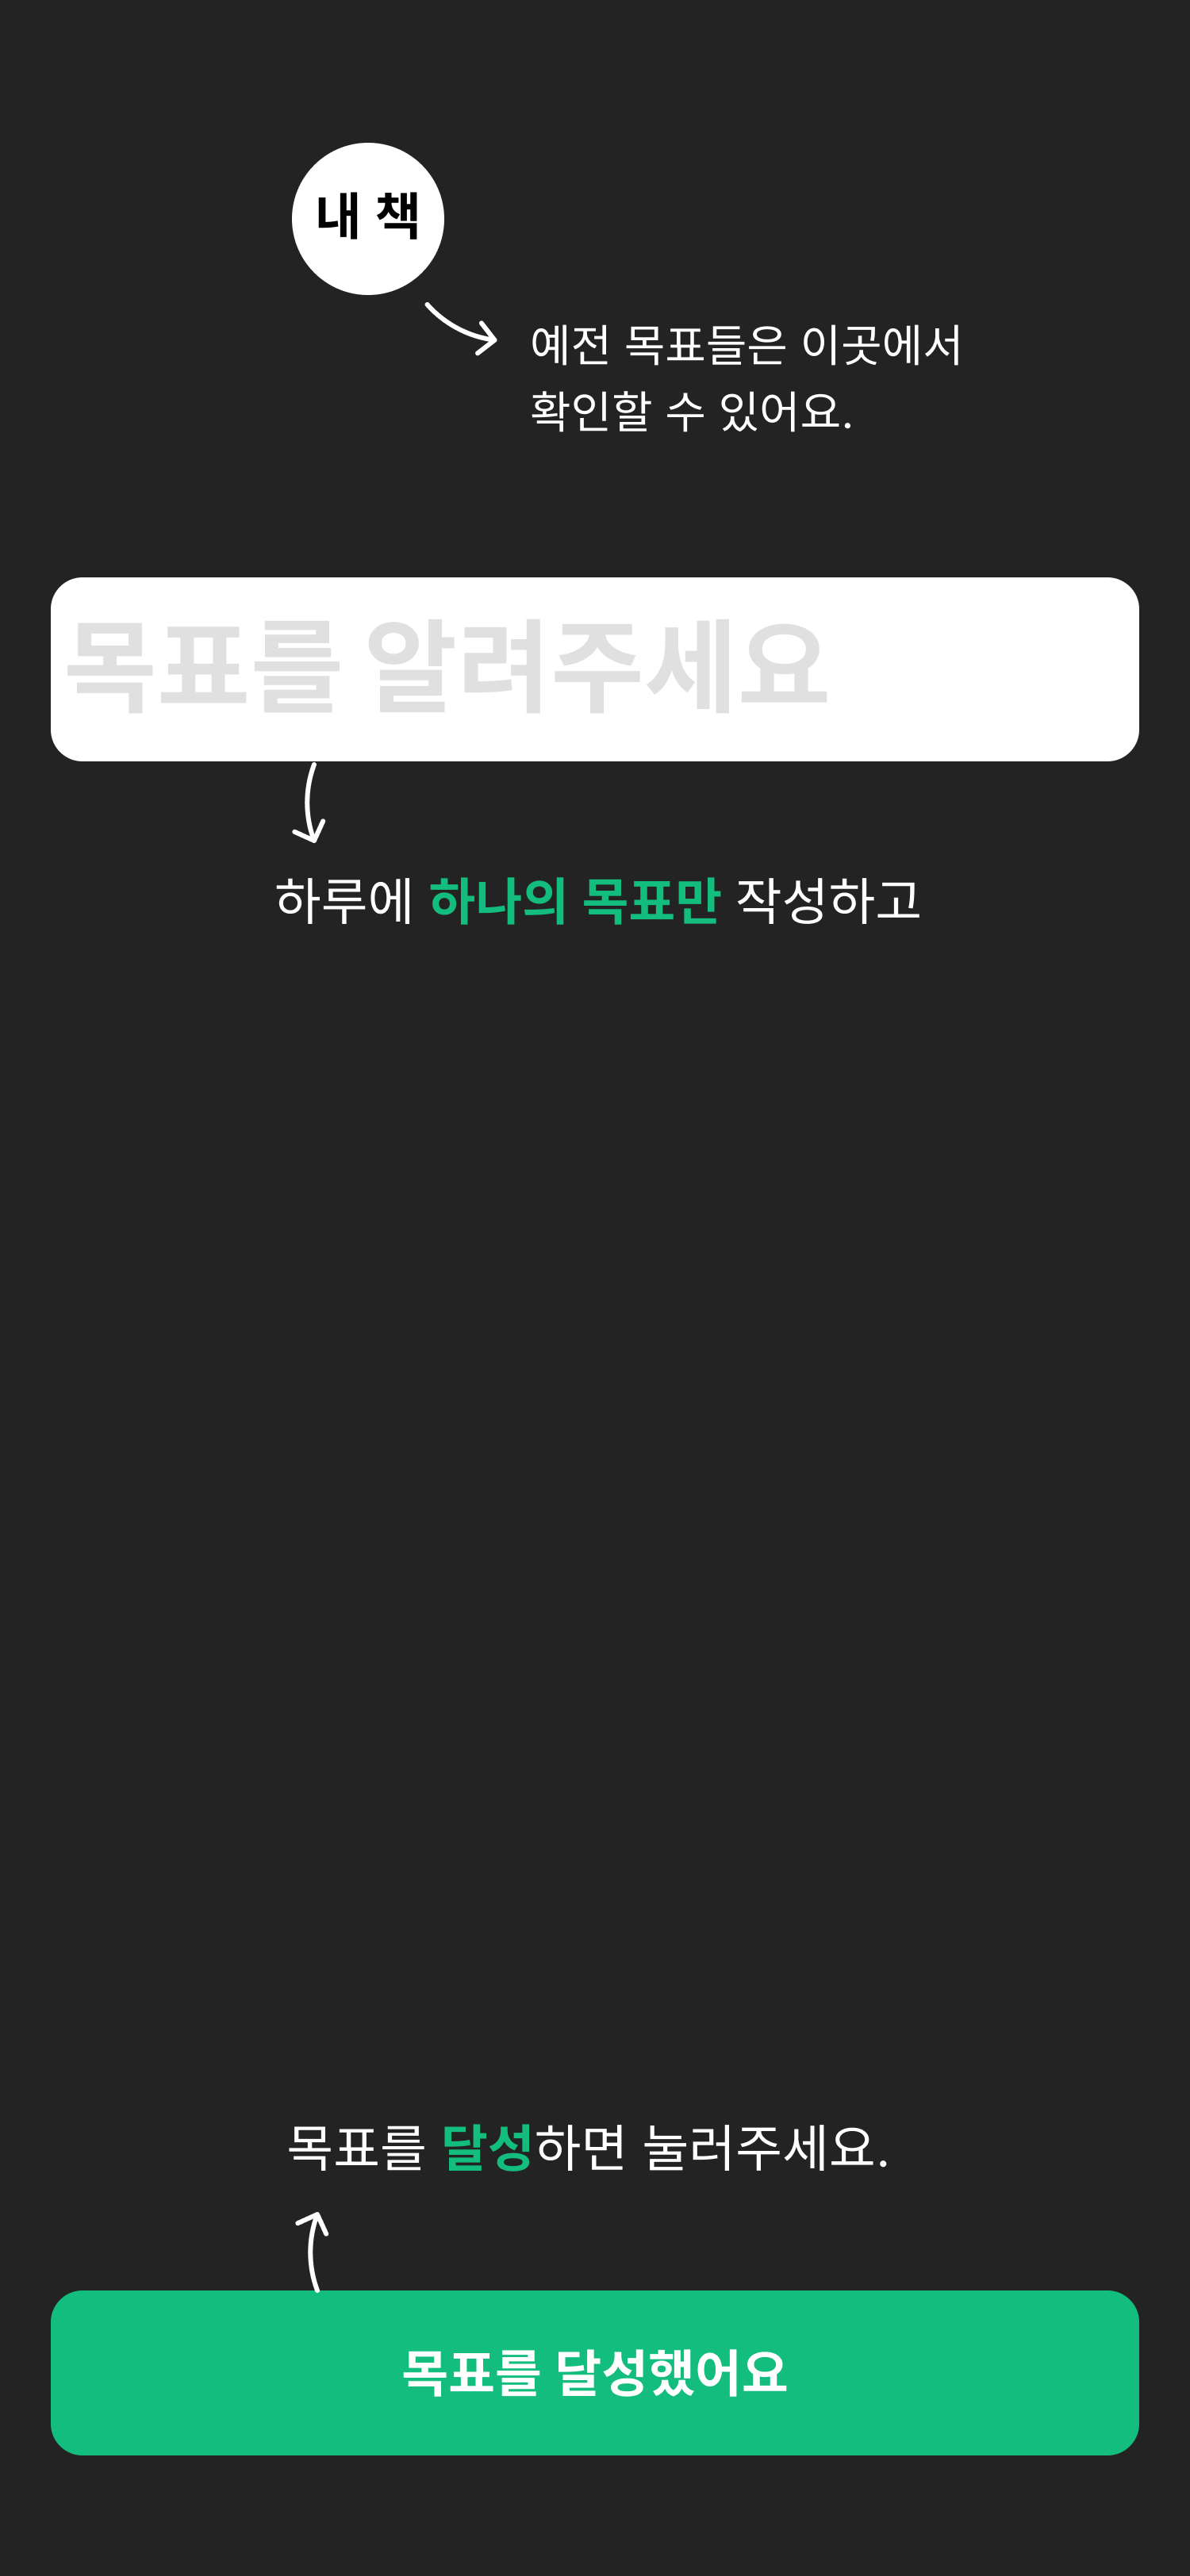 내 책
예전 목표들은 이곳에서
확인할 수 있어요.
목표를 알려주세요
하루에 하나의 목표만 작성하고
목표를 달성하면 눌러주세요.
목표를 달성했어요